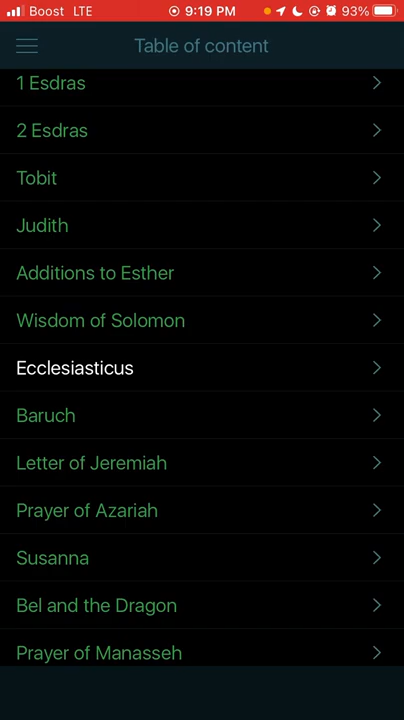 Boost LTE 9:19 PM 93%
Table of content
1 Esdras
2 Esdras
Tobit
Judith
Additions to Esther
Wisdom of Solomon
Ecclesiasticus
Baruch
Letter of Jeremiah
Prayer of Azariah
Susanna
Bel and the Dragon
Prayer of Manasseh